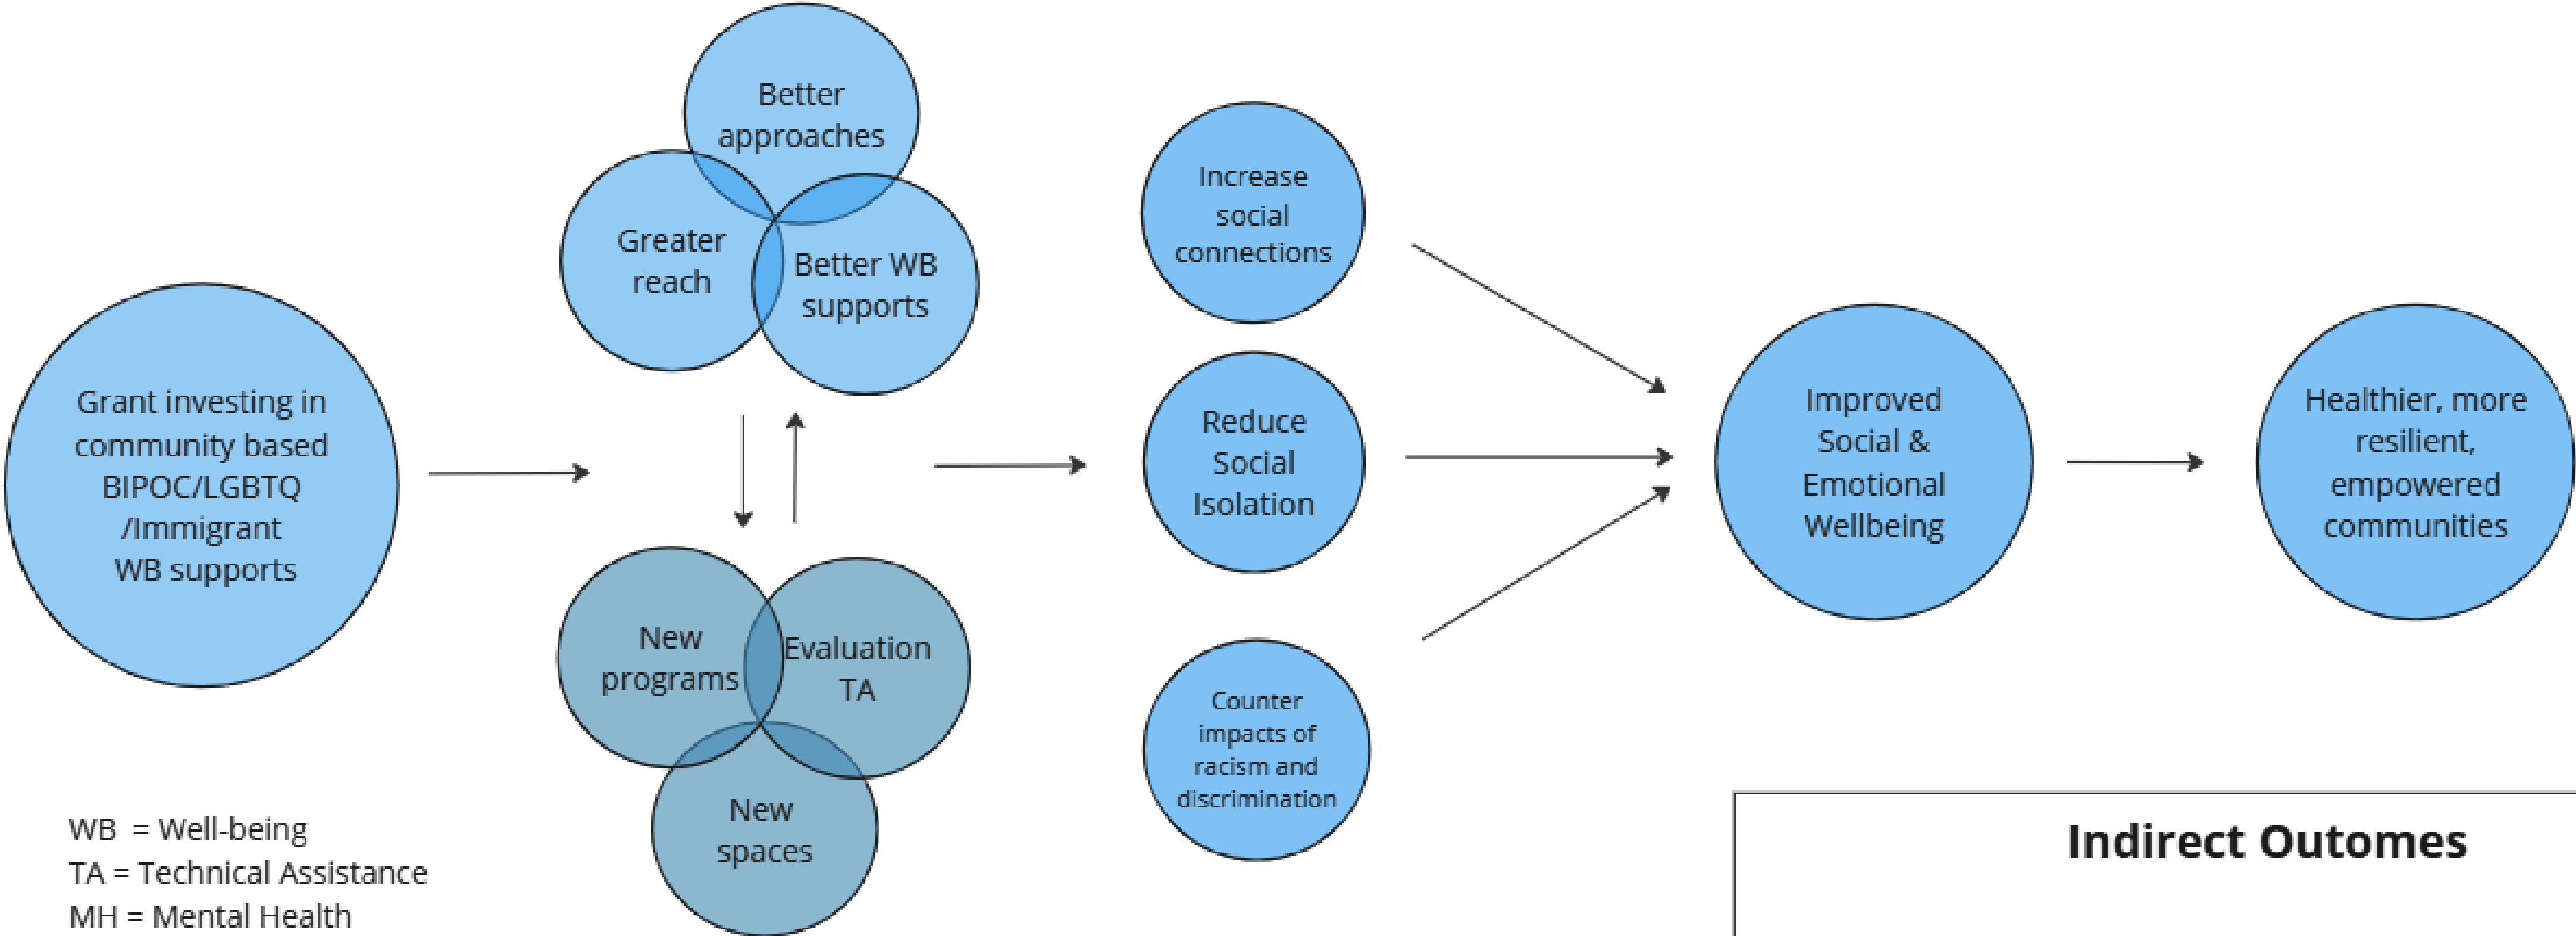 Better
approaches
Greater
reach
Better WB
supports
Grant investing in
community based
BIPOC/LGBTQ
/Immigrant
WB supports
New
programs
Evaluation
TA
New
spaces
Increase
social
connections
Reduce
Social
Isolation
Counter
impacts of
racism and
discrimination
Improved
Social &
Emotional
Wellbeing
Healthier, more
resilient,
empowered
communities
WB = Well-being
TA = Technical Assistance
MH = Mental Health
Indirect Outcomes